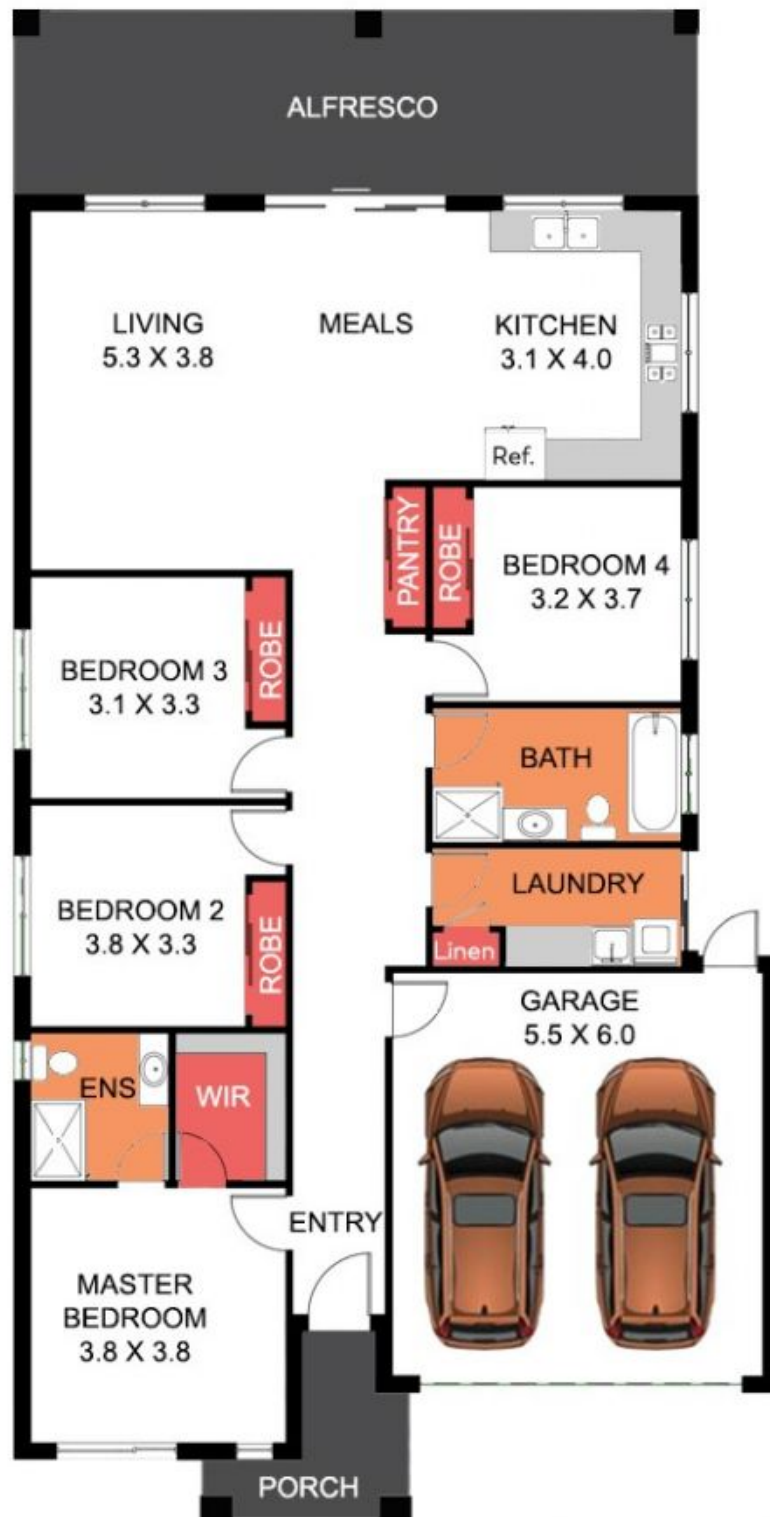 ALFRESCO
LIVING
5.3 X 3.8
MEALS
KITCHEN
3.1 X 4.0
Ref.
PANTRY
ROBE
BEDROOM 4
3.2 X 3.7
BEDROOM 3
3.1 X 3.3
ROBE
BATH
BEDROOM 2
3.8 X 3.3
ROBE
LAUNDRY
Linen
GARAGE
5.5 X 6.0
ENS
WIR
ENTRY
MASTER
BEDROOM
3.8 X 3.8
PORCH